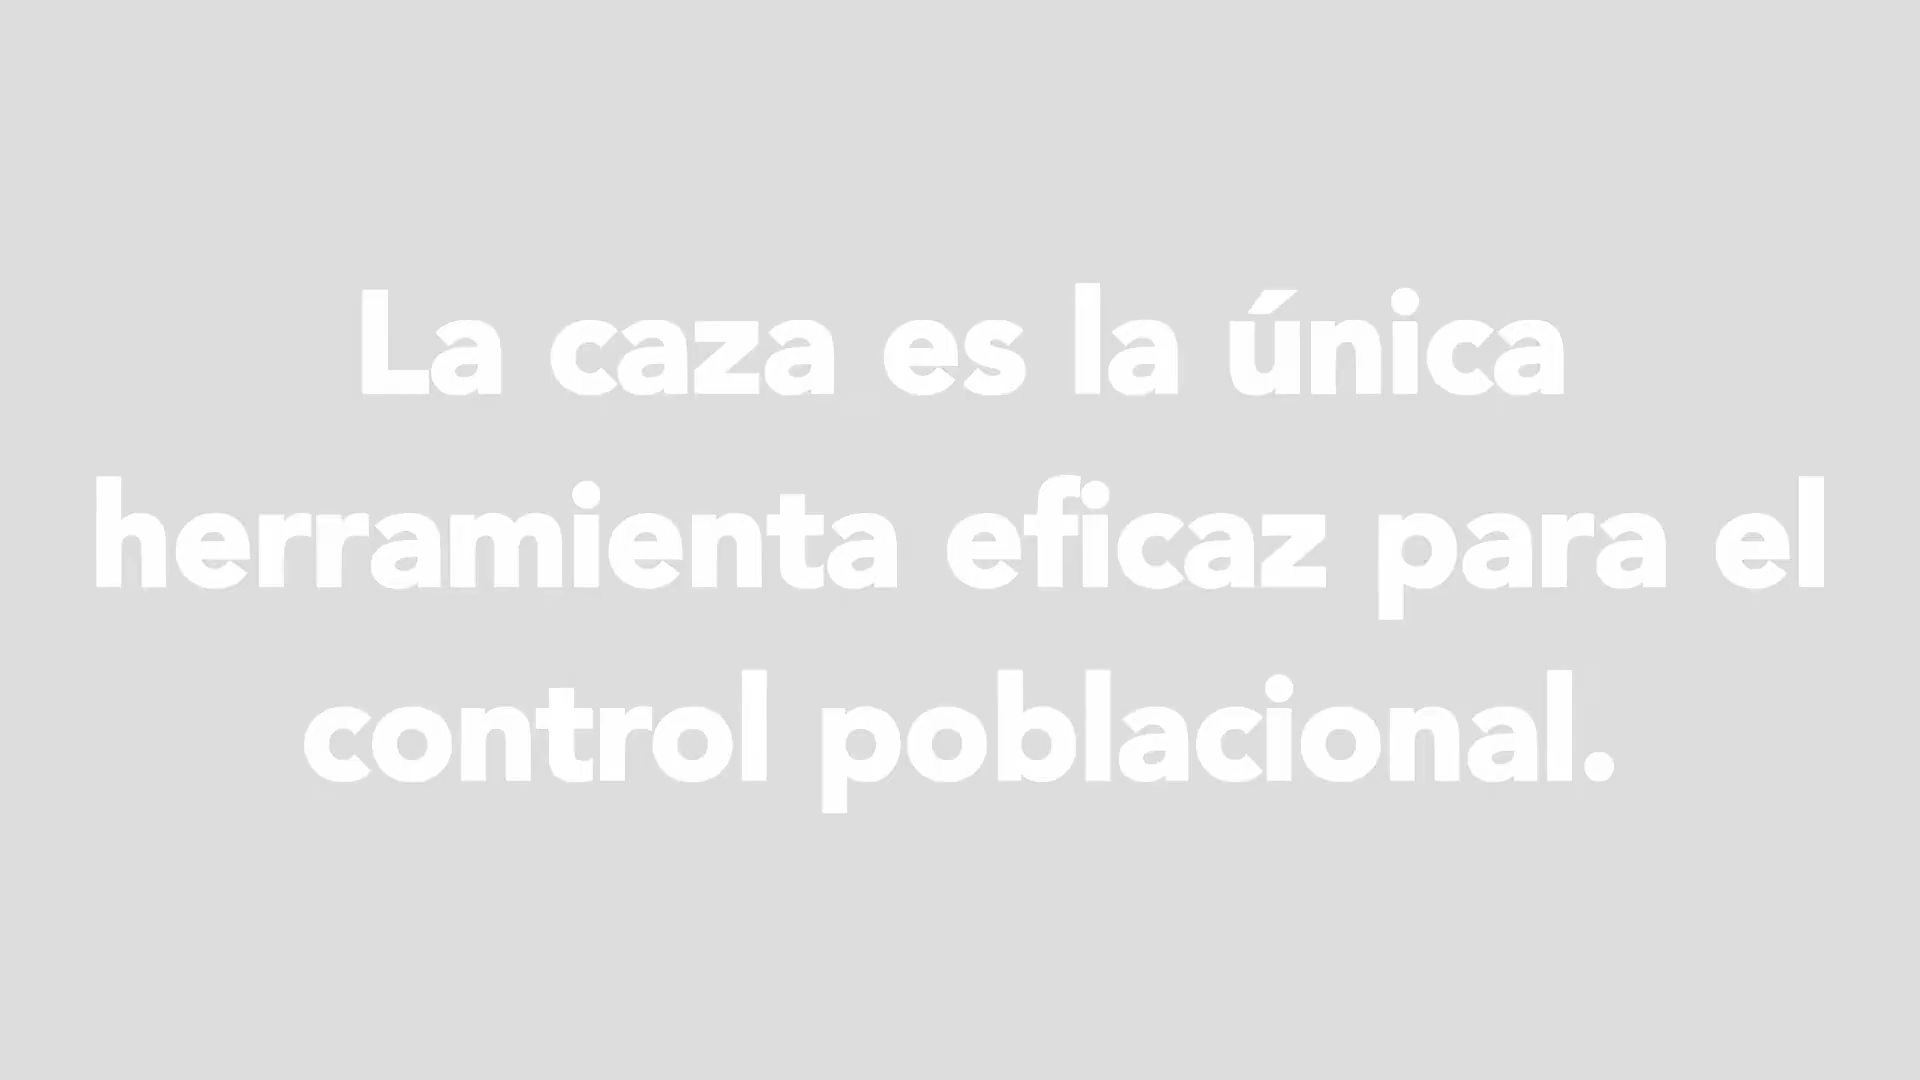 La caza es la única
herramienta eficaz para el
control poblacional.